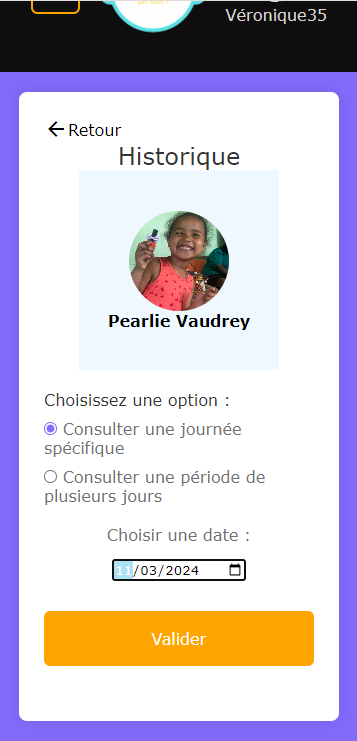 Véronique35
Retour
Historique
Pearlie Vaudrey
Choisissez une option :
Consulter une journée
spécifique
Consulter une période de
plusieurs jours
Choisir une date :
11/03/2024
Valider